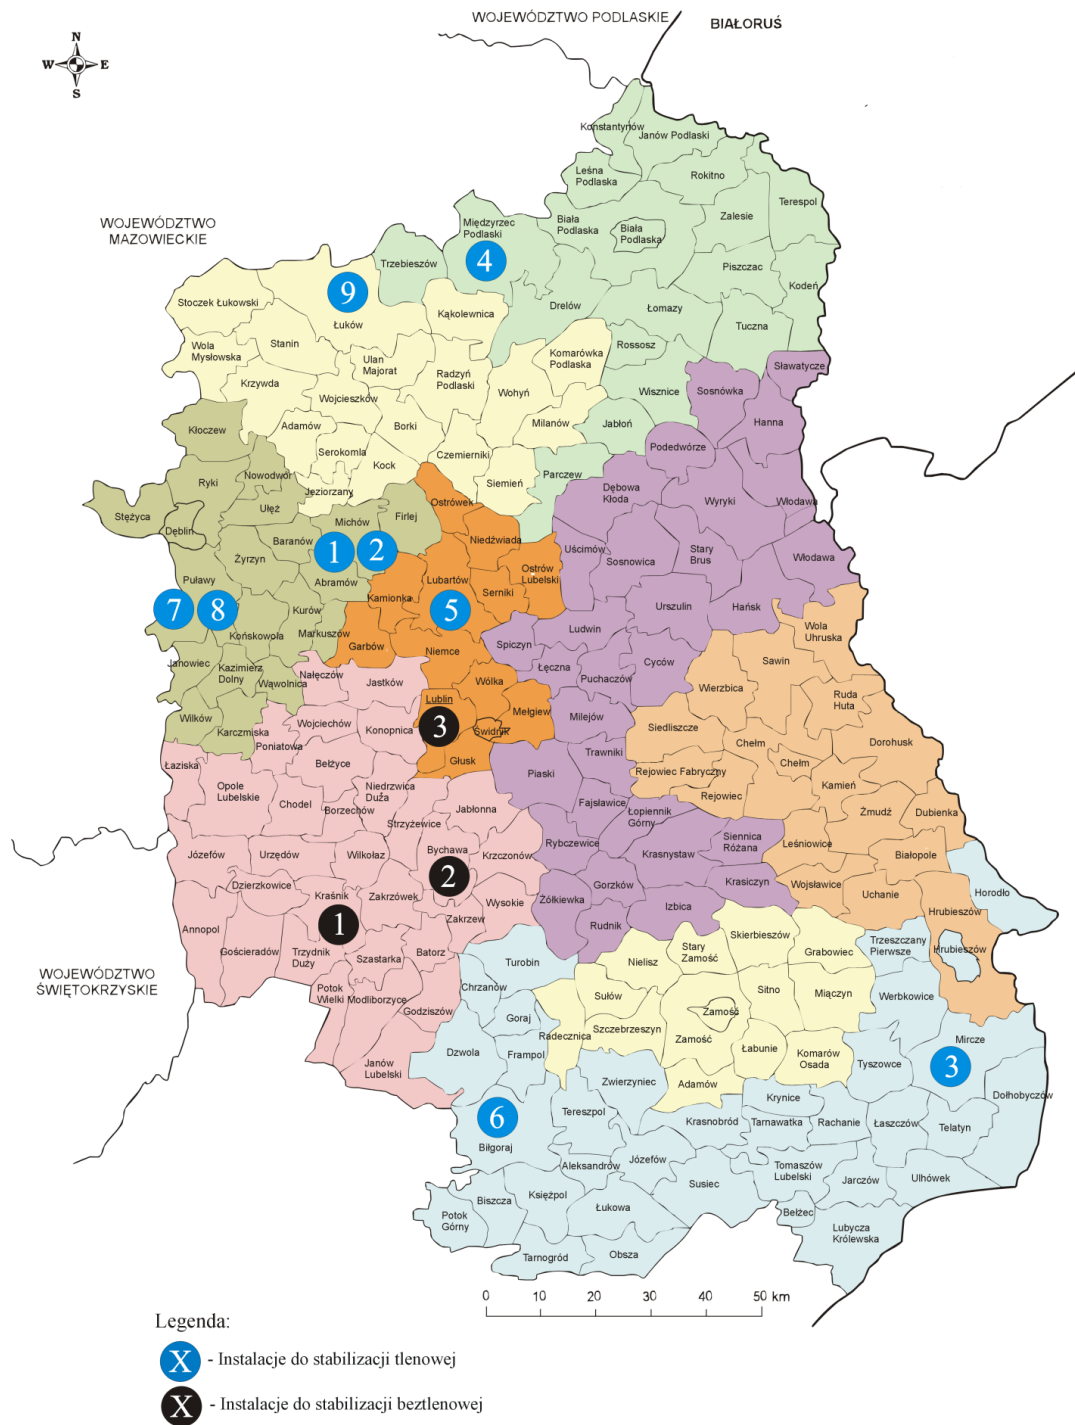 WOJEWÓDZTWO PODLASKIE
BIAŁORUŚ
N
W
E
S
Konstantynów
Janów Podlaski
Leśna
Podlaska
Rokitno
Terespol
WOJEWÓDZTWO
MAZOWIECKIE
Międzyrzec
Podlaski
Biała
Podlaska
Biała
Podlaska
Zalesie
4
Trzebieszów
Piszczac
Kodeń
9
Stoczek Łukowski
Łuków
Kąkolewnica
Drelów
Łomazy
Tuczna
Wola
Mysłowska
Stanin
Ulan
Majorat
Radzyń
Podlaski
Komarówka
Podlaska
Rossosz
Sławatycze
Krzywda
Wojcieszków
Wohyń
Wisznice
Sosnówka
Hanna
Kłoczew
Adamów
Borki
Milanów
Jabłoń
Podedwórze
Serokomla
Kock
Czemierniki
Siemień
Parczew
Ryki
Nowodwór
Jeziorzany
Dębowa
Kłoda
Wyryki
Włodawa
Stężyca
Dęblin
Ułęż
Michów
Firlej
Ostrówek
Baranów
1
2
Niedźwiada
Uścimów
Sosnowica
Stary
Brus
Włodawa
Żyrzyn
Puławy
Abramów
Kamionka
Lubartów
Serniki
Ostrów
Lubelski
7
8
5
Kurów
Urszulin
Hańsk
Końskowola
Markuszów
Garbów
Niemce
Spiczyn
Ludwin
Wola
Uhruska
Janowiec
Kazimierz
Dolny
Wąwolnica
Nałęczów
Jastków
Łęczna
Puchaczów
Cyców
Sawin
Wólka
Wierzbica
Ruda
Huta
Wilków
Karczmiska
Wojciechów
Lublin
3
Mełgiew
Milejów
Siedliszcze
Poniatowa
Konopnica
Świdnik
Chełm
Dorohusk
Łaziska
Bełżyce
Głusk
Trawniki
Chełm
Opole
Lubelskie
Chodel
Borzechów
Niedrzwica
Duża
Piaski
Rejowiec Fabryczny
Rejowiec
Kamień
Jabłonna
Fajsławice
Łopiennik
Górny
Żmudź
Dubienka
Strzyżewice
Józefów
Urzędów
Wilkołaz
Bychawa
Krzczonów
Rybczewice
Siennica
Różana
Leśniowice
Białopole
Krasnystaw
Dzierzkowice
Kraśnik
Zakrzówek
2
Wysokie
Żółkiewka
Gorzków
Krasiczyn
Wojsławice
Uchanie
Horodło
1
Zakrzew
Izbica
Hrubieszów
Annopol
Gościeradów
Rudnik
Trzydnik
Duży
Szastarka
Batorz
Turobin
Nielisz
Stary
Zamość
Skierbieszów
Grabowiec
Trzeszczany
Pierwsze
Hrubieszów
WOJEWÓDZTWO
ŚWIĘTOKRZYSKIE
Potok
Wielki
Modliborzyce
Godziszów
Chrzanów
Sułów
Sitno
Miączyn
Werbkowice
Goraj
Radecznica
Szczebrzeszyn
Zamość
Zamość
Mircze
Janów
Lubelski
Dzwola
Frampol
Łabunie
Komarów
Osada
Tyszowce
3
Zwierzyniec
Adamów
Dołhobyczów
6
Tereszpol
Krynice
Biłgoraj
Krasnobród
Tarnawatka
Rachanie
Łaszczów
Telatyn
Aleksandrów
Józefów
Tomaszów
Lubelski
Jarczów
Ulhówek
Biszcza
Księżpol
Susiec
Potok
Górny
Łukowa
Bełżec
Lubycza
Królewska
Tarnogród
Obsza
0 10 20 30 40 50 km
Legenda:
X - Instalacje do stabilizacji tlenowej
X - Instalacje do stabilizacji beztlenowej